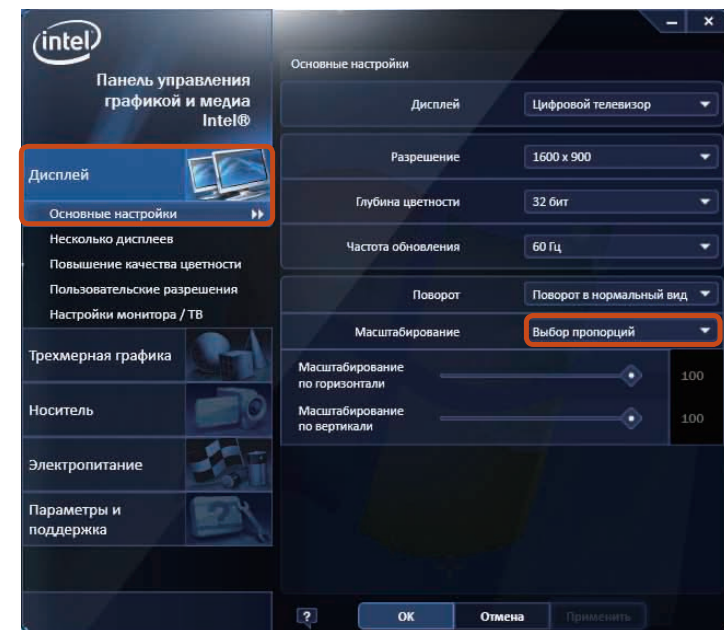 intel
Панель управления
графикой и медиа
Intel®
Дисплей
Основные настройки
Несколько дисплеев
Повышение качества цветности
Пользовательские разрешения
Настройки монитора / ТВ
Трехмерная графика
Носитель
Электропитание
Параметры и
поддержка
Основные настройки
Дисплей Цифровой телевизор
Разрешение 1600 x 900
Глубина цветности 32 бит
Частота обновления 60 Гц
Поворот Поворот в нормальный вид
Масштабирование Выбор пропорций
Масштабирование
по горизонтали
100
Масштабирование
по вертикали
100
? ОК Отмена Применить